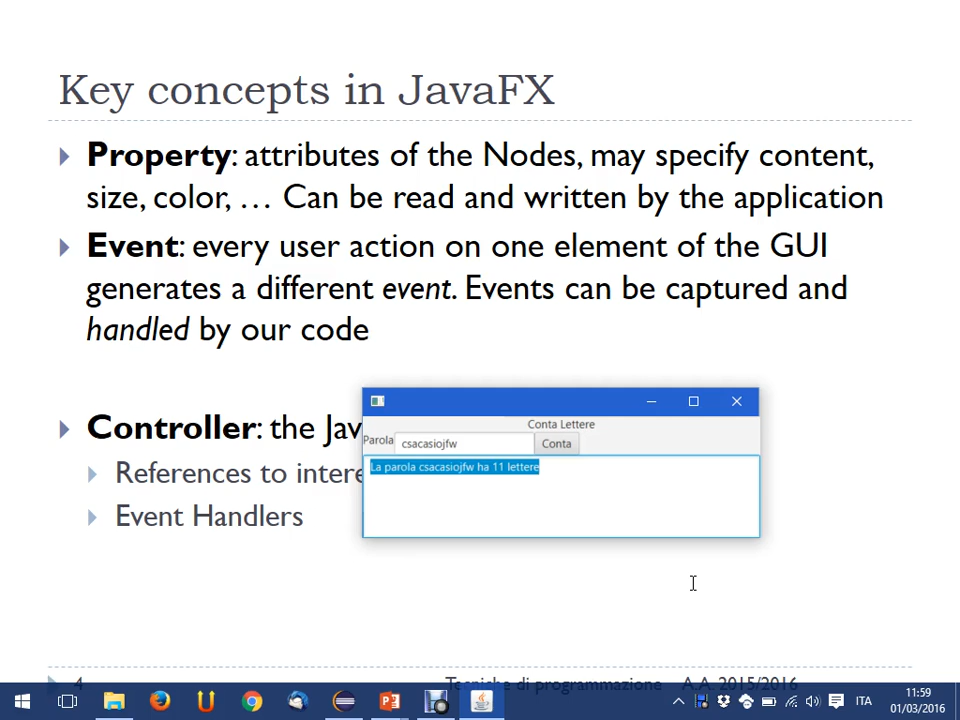 Key concepts in JavaFX
Property: attributes of the Nodes, may specify content,
size, color, … Can be read and written by the application
Event: every user action on one element of the GUI
generates a different event. Events can be captured and
handled by our code
Controller: the Jav
References to intere
Event Handlers
Conta Lettere
Parola csacasiojfw Conta
La parola csacasiojfw ha 11 lettere
4 Tecniche di programmazione A.A. 2015/2016
ITA
11:59
01/03/2016